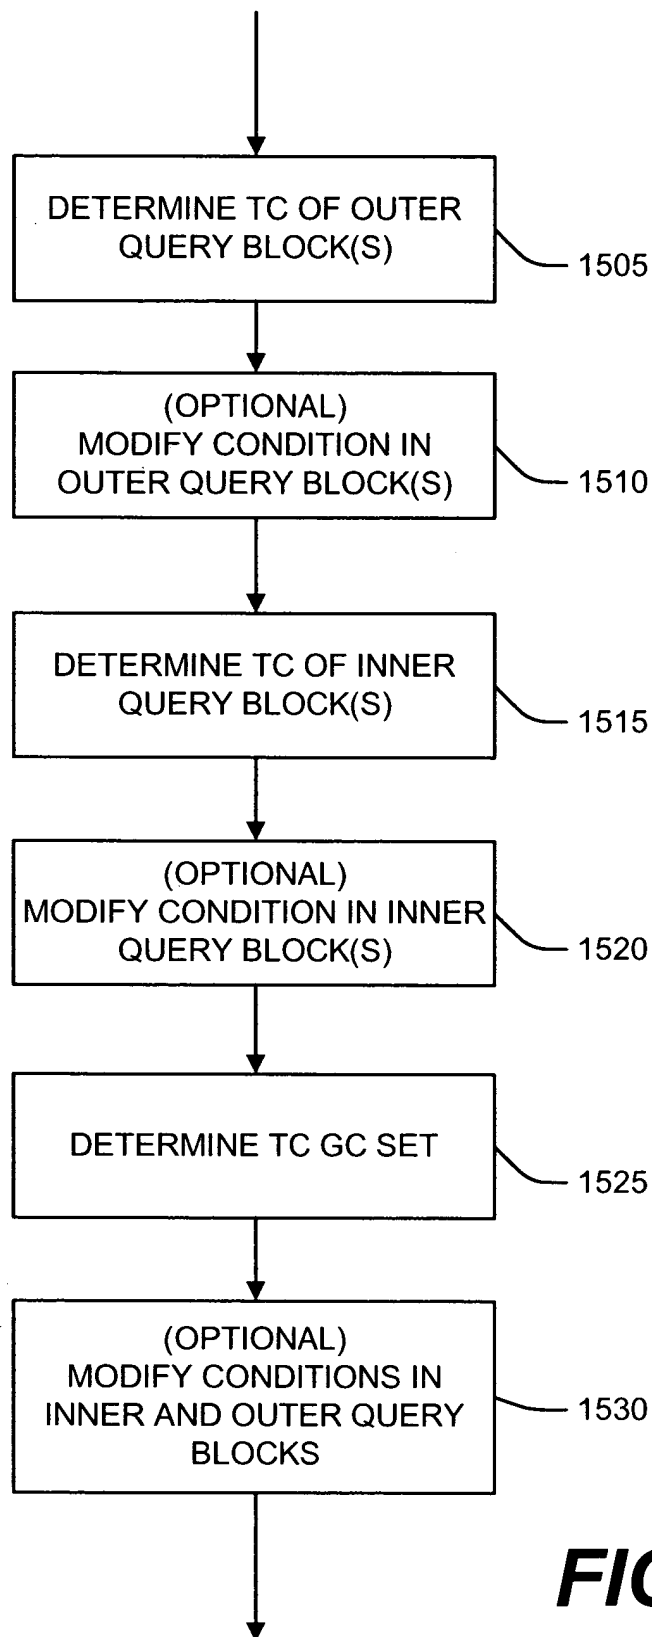 DETERMINE TC OF OUTER
QUERY BLOCK(S)
1505
(OPTIONAL)
MODIFY CONDITION IN
OUTER QUERY BLOCK(S)
1510
DETERMINE TC OF INNER
QUERY BLOCK(S)
1515
(OPTIONAL)
MODIFY CONDITION IN INNER
QUERY BLOCK(S)
1520
DETERMINE TC GC SET
1525
(OPTIONAL)
MODIFY CONDITIONS IN
INNER AND OUTER QUERY
BLOCKS
1530